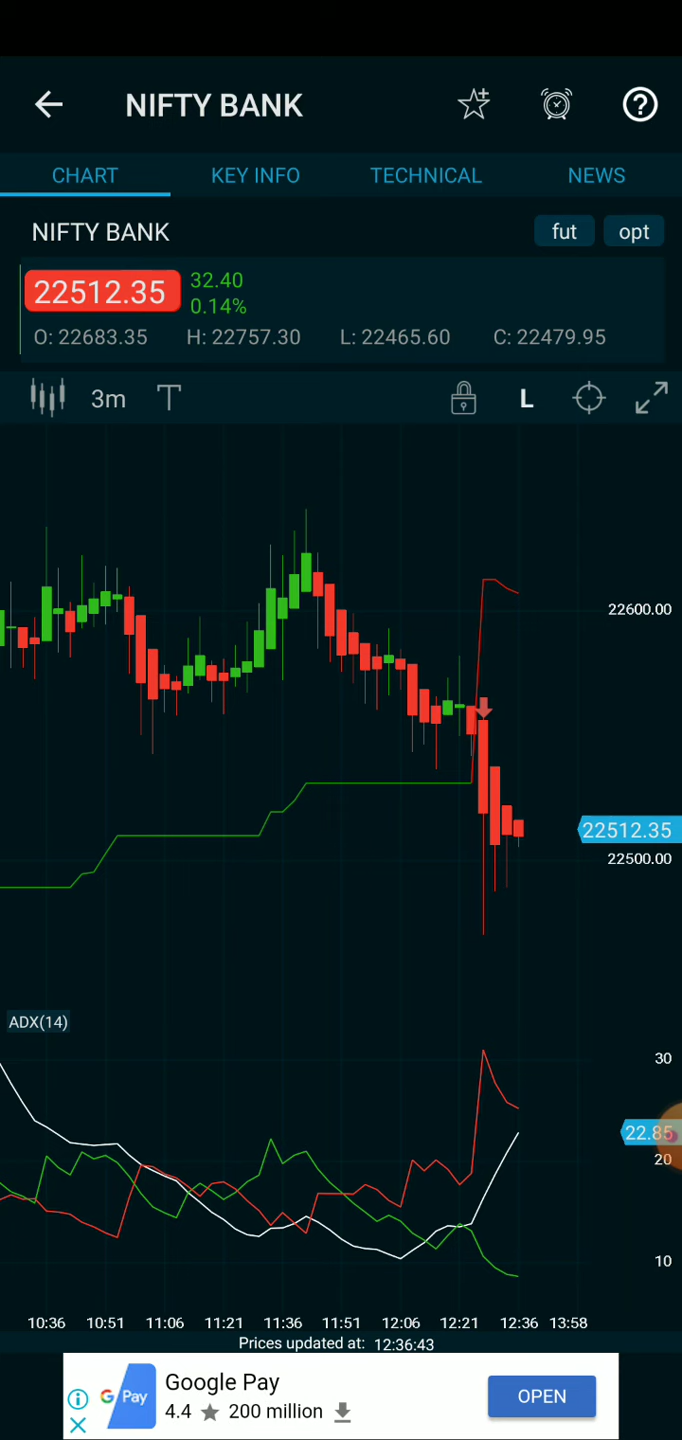 NIFTY BANK
CHART KEY INFO TECHNICAL NEWS
NIFTY BANK fut opt
22512.35 32.40
0.14%
O: 22683.35 H: 22757.30 L: 22465.60 C: 22479.95
3m T L
22600.00
22512.35
22500.00
ADX(14)
30
22.85
20
10
10:36 10:51 11:06 11:21 11:36 11:51 12:06 12:21 12:36 13:58
Prices updated at: 12:36:43
Google Pay
G Pay OPEN
4.4 ★ 200 million